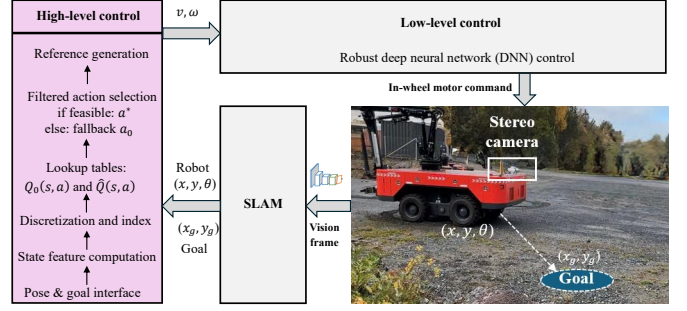 High-level control
Reference generation
Filtered action selection
if feasible: a*
else: fallback a₀
Lookup tables:
Q₀(s, a) and Q̂(s, a)
Discretization and index
State feature computation
Pose & goal interface
v, ω
Low-level control
Robust deep neural network (DNN) control
In-wheel motor command
Robot
(x, y, θ)
(x_g, y_g)
Goal
SLAM
Vision
frame
Stereo
camera
(x, y, θ)
(x_g, y_g)
Goal